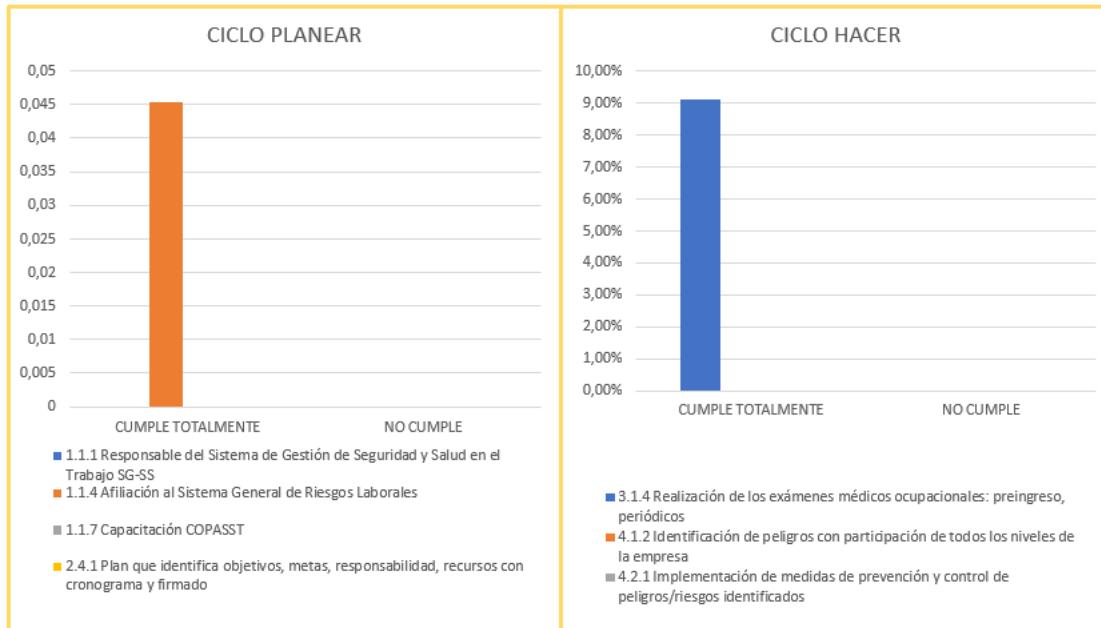 CICLO PLANEAR
0,05
0,045
0,04
0,035
0,03
0,025
0,02
0,015
0,01
0,005
0
CUMPLE TOTALMENTE
NO CUMPLE
1.1.1 Responsable del Sistema de Gestión de Seguridad y Salud en el
Trabajo SG-SS
1.1.4 Afiliación al Sistema General de Riesgos Laborales
1.1.7 Capacitación COPASST
2.4.1 Plan que identifica objetivos, metas, responsabilidad, recursos con
cronograma y firmado
CICLO HACER
10,00%
9,00%
8,00%
7,00%
6,00%
5,00%
4,00%
3,00%
2,00%
1,00%
0,00%
CUMPLE TOTALMENTE
NO CUMPLE
3.1.4 Realización de los exámenes médicos ocupacionales: preingreso,
periódicos
4.1.2 Identificación de peligros con participación de todos los niveles de
la empresa
4.2.1 Implementación de medidas de prevención y control de
peligros/riesgos identificados